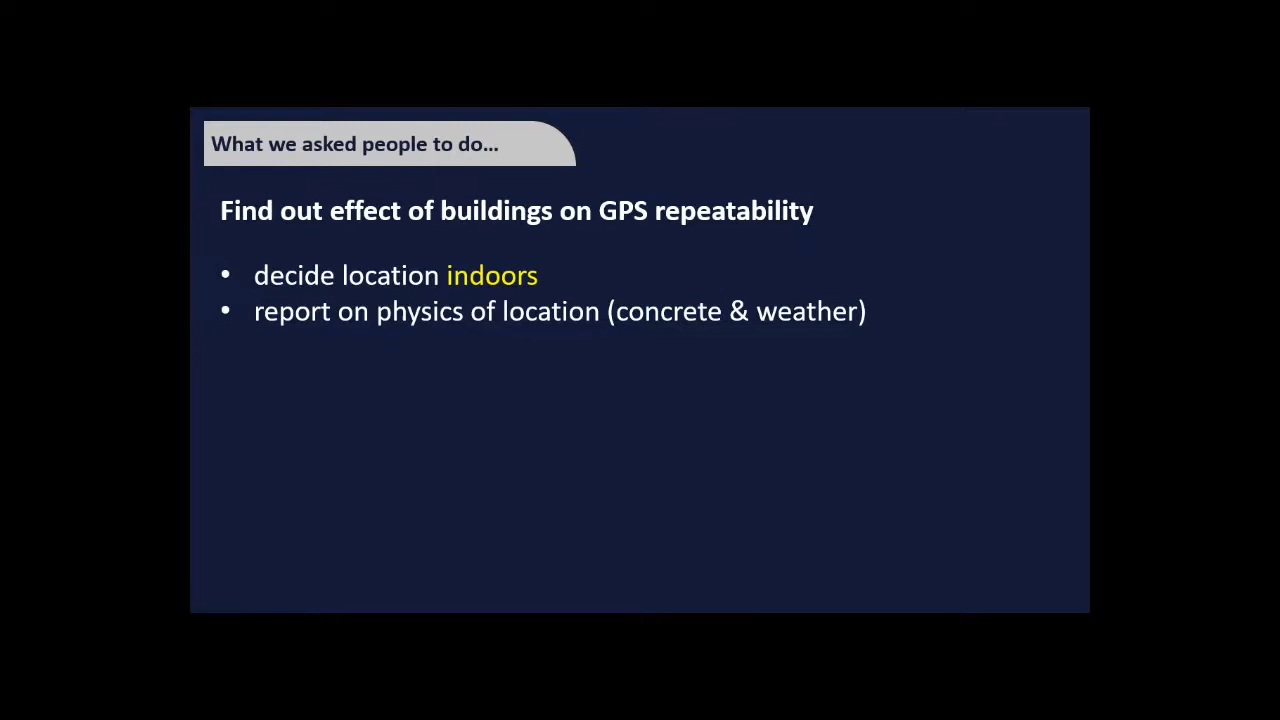 What we asked people to do...
Find out effect of buildings on GPS repeatability
• decide location indoors
• report on physics of location (concrete & weather)